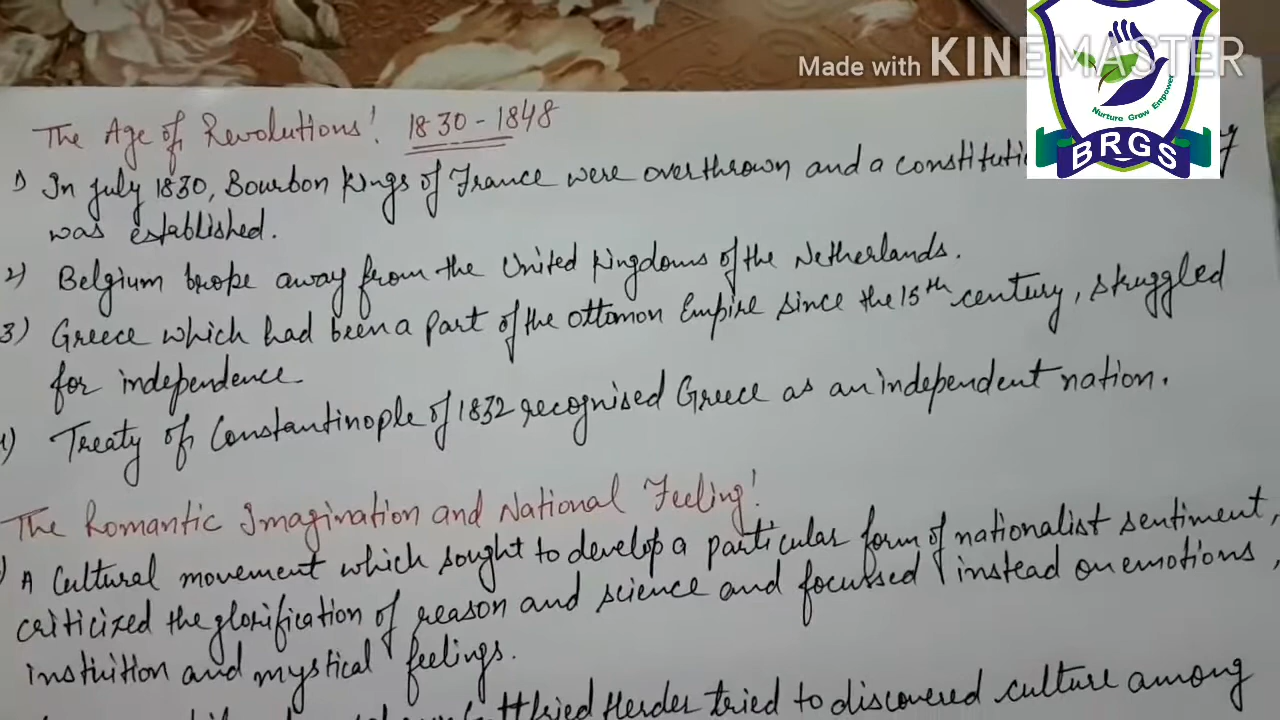 Made with KINEMASTER
Nurture Grow Empower
BRGS
The Age of Revolutions! 1830-1848
1) In July 1830, Bourbon Kings of France were overthrown and a
was established.
2) Belgium broke away from the United Kingdoms of the Netherlands.
3) Greece which had been a part of the Ottomon Empire since the 15th century, struggled
for independence.
Treaty of Constantinople of 1832 recognised Greece as an independent nation.
The Romantic Imagination and National Feeling!
A Cultural movement which sought to develop a particular form of nationalist sentiment,
criticized the glorification of reason and science and focussed instead on emotions,
instuition and mystical feelings.
Herder tried to discovered culture among